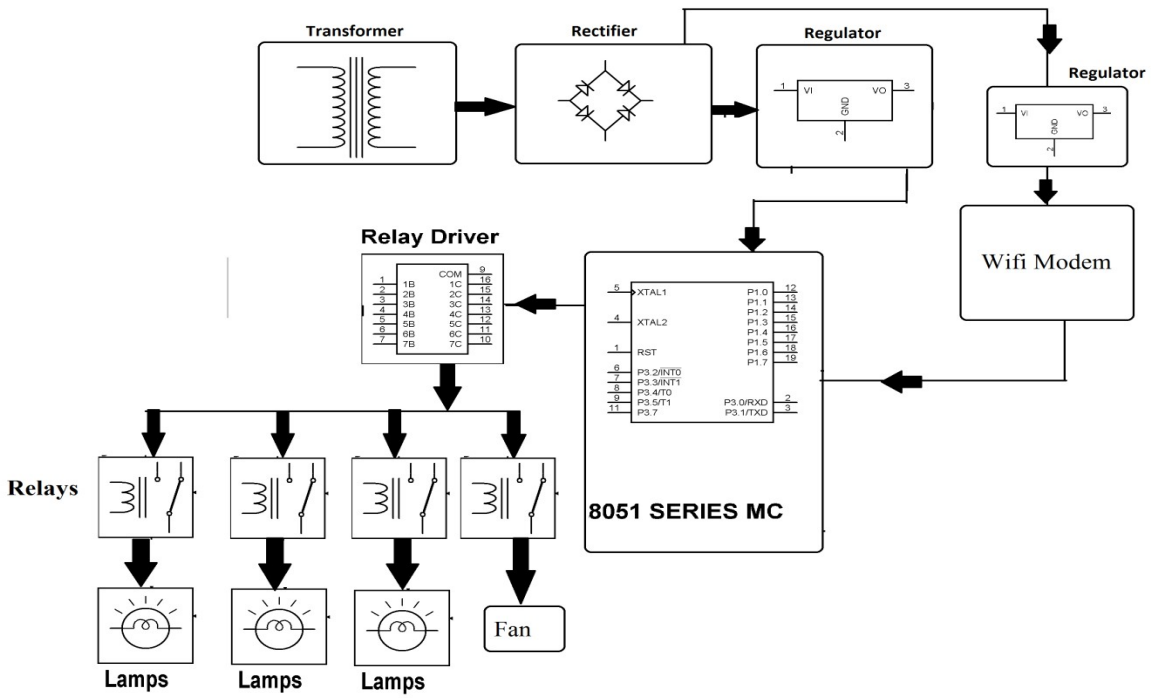 Transformer
Rectifier
Regulator
Regulator
1 VI VO 3
GND
2
1 VI VO 3
GND
2
Wifi Modem
Relay Driver
COM 9
1 1B 1C 16
2 2B 2C 15
3 3B 3C 14
4 4B 4C 13
5 5B 5C 12
6 6B 6C 11
7 7B 7C 10
5 XTAL1 P1.0 12
P1.1 13
P1.2 14
4 XTAL2 P1.3 15
P1.4 16
P1.5 17
1 RST P1.6 18
P1.7 19
6 P3.2/INT0
7 P3.3/INT1
8 P3.4/T0
9 P3.5/T1 P3.0/RXD 2
11 P3.7 P3.1/TXD 3
8051 SERIES MC
Relays
Fan
Lamps
Lamps
Lamps